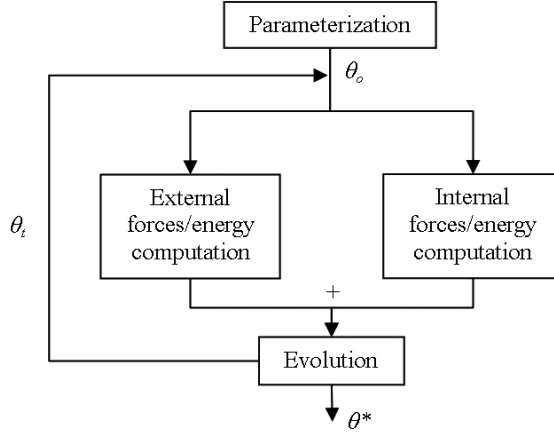 Parameterization
θo
External
forces/energy
computation
Internal
forces/energy
computation
θt
+
Evolution
θ*